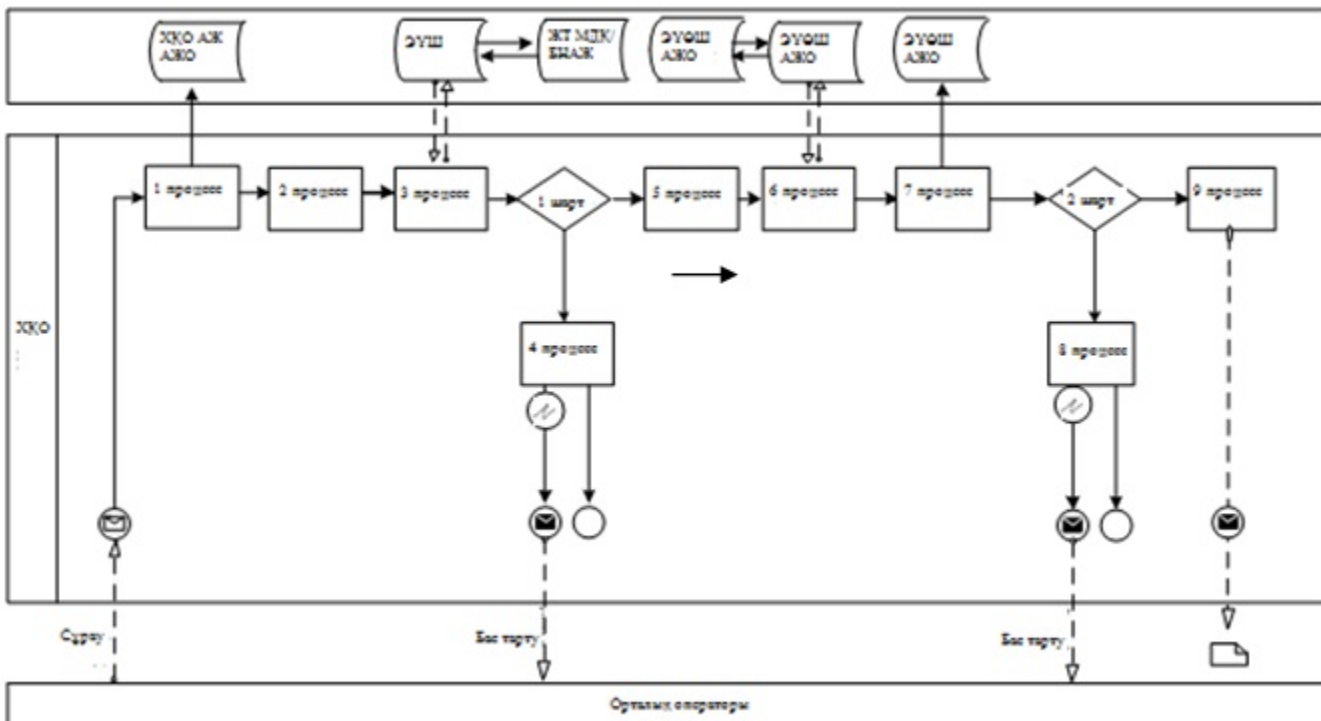 ХҚО АЖ
АЖО
ЭҮШ
ЖТ МДҚ/
БНАЖ
ЭҮӨШ
АЖО
ЭҮӨШ
АЖО
ЭҮӨШ
АЖО
1 процесс
2 процесс
3 процесс
1 шарт
5 процесс
6 процесс
7 процесс
2 шарт
9 процесс
ХҚО
4 процесс
8 процесс
Сұрау
Бас тарту
Бас тарту
Орталық операторы